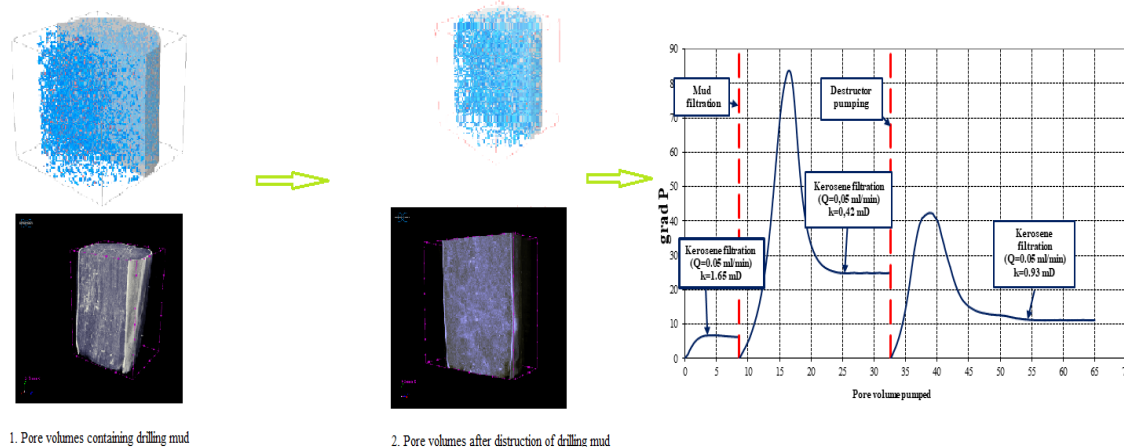 90
80
70
60
50
40
30
20
10
0
grad P
0 5 10 15 20 25 30 35 40 45 50 55 60 65 7
Pore volume pumped
Mud
filtration
Destructor
pumping
Kerosene filtration
(Q=0.05 ml/min)
k=1.65 mD
Kerosene filtration
(Q=0,05 ml/min)
k=0,42 mD
Kerosene
filtration
(Q=0.05 ml/min)
k=0.93 mD
1. Pore volumes containing drilling mud
2. Pore volumes after distruction of drilling mud